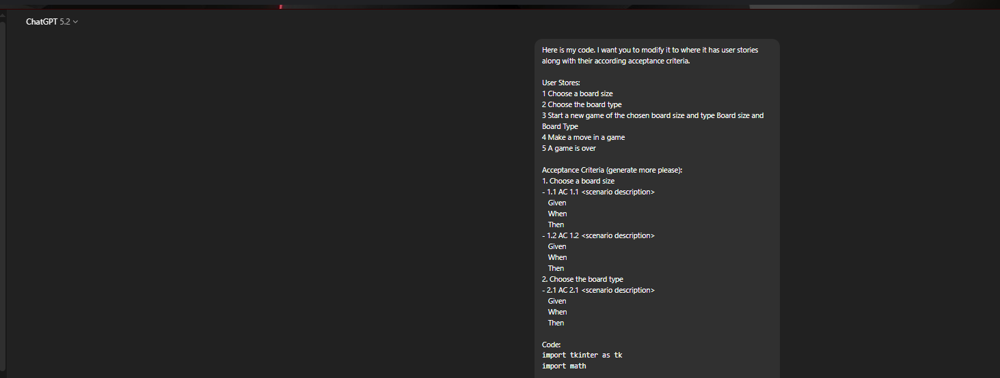 ChatGPT 5.2
Here is my code. I want you to modify it to where it has user stories
along with their according acceptance criteria.
User Stores:
1 Choose a board size
2 Choose the board type
3 Start a new game of the chosen board size and type Board size and
Board Type
4 Make a move in a game
5 A game is over
Acceptance Criteria (generate more please):
1. Choose a board size
- 1.1 AC 1.1 <scenario description>
Given
When
Then
- 1.2 AC 1.2 <scenario description>
Given
When
Then
2. Choose the board type
- 2.1 AC 2.1 <scenario description>
Given
When
Then
Code:
import tkinter as tk
import math